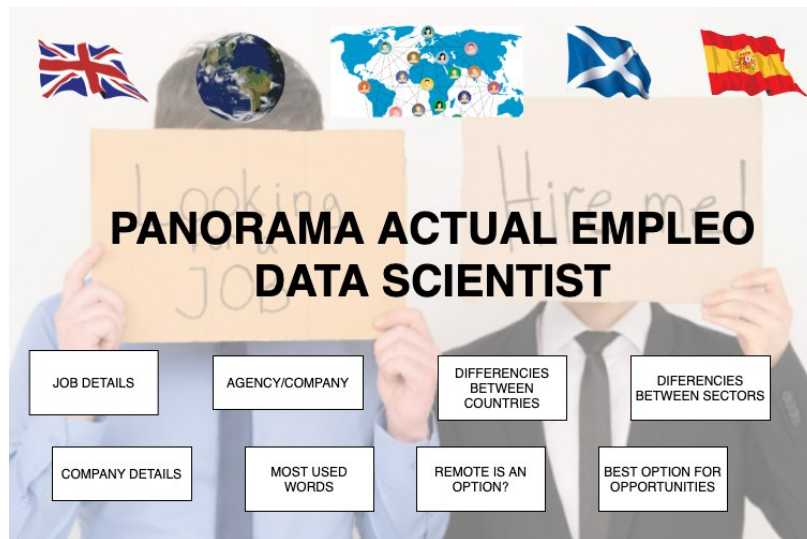 Looking
for a
JOB
Hire me!
PANORAMA ACTUAL EMPLEO
DATA SCIENTIST
JOB DETAILS
AGENCY/COMPANY
DIFFERENCIES
BETWEEN
COUNTRIES
DIFERENCIES
BETWEEN SECTORS
COMPANY DETAILS
MOST USED
WORDS
REMOTE IS AN
OPTION?
BEST OPTION FOR
OPPORTUNITIES